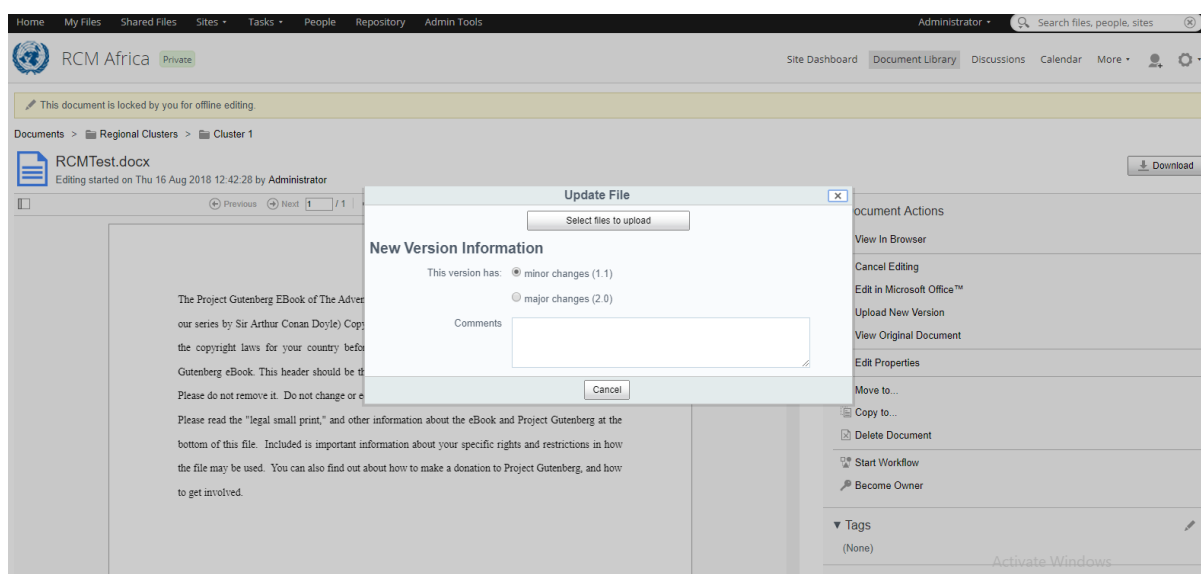 Home My Files Shared Files Sites Tasks People Repository Admin Tools Administrator Search files, people, sites
RCM Africa Private Site Dashboard Document Library Discussions Calendar More
This document is locked by you for offline editing.
Documents > Regional Clusters > Cluster 1
RCMTest.docx
Download
Editing started on Thu 16 Aug 2018 12:42:28 by Administrator
Previous Next 1 / 1
Update File
Select files to upload
New Version Information
This version has: minor changes (1.1)
major changes (2.0)
Comments
Cancel
The Project Gutenberg EBook of The
our series by Sir Arthur Conan Doyle)
the copyright laws for your country
Gutenberg eBook. This header should be
Please do not remove it. Do not change or
Please read the "legal small print," and other information about the eBook and Project Gutenberg at the
bottom of this file. Included is important information about your specific rights and restrictions in how
the file may be used. You can also find out about how to make a donation to Project Gutenberg, and how
to get involved.
ocument Actions
View In Browser
Cancel Editing
Edit in Microsoft Office™
Upload New Version
View Original Document
Edit Properties
Move to...
Copy to...
Delete Document
Start Workflow
Become Owner
Tags
(None)
Activate Windows